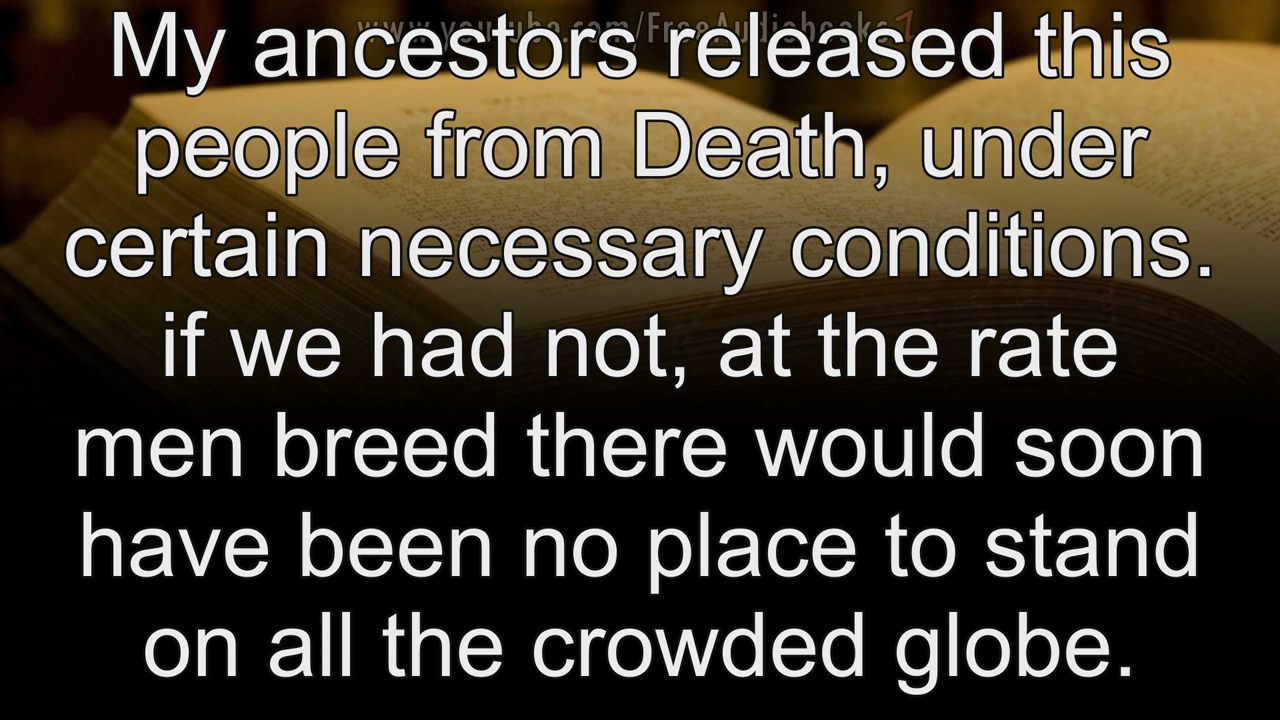 www.youtube.com/FreeAudiobooks1
My ancestors released this
people from Death, under
certain necessary conditions.
if we had not, at the rate
men breed there would soon
have been no place to stand
on all the crowded globe.